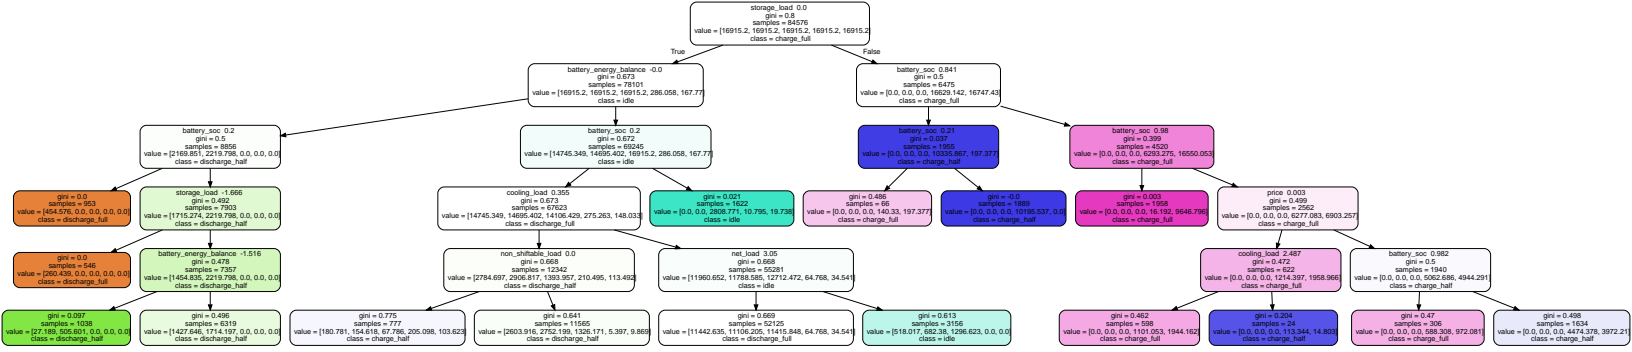 storage_load 0.0
gini = 0.8
samples = 84576
value = [16915.2, 16915.2, 16915.2, 16915.2, 16915.2]
class = charge_full
True
False
battery_energy_balance -0.0
gini = 0.673
samples = 78101
value = [16915.2, 16915.2, 16915.2, 286.058, 167.77]
class = idle
battery_soc 0.841
gini = 0.5
samples = 6475
value = [0.0, 0.0, 0.0, 16629.142, 16747.43]
class = charge_full
battery_soc 0.2
gini = 0.5
samples = 8856
value = [2169.851, 2219.798, 0.0, 0.0, 0.0]
class = discharge_half
battery_soc 0.2
gini = 0.672
samples = 69245
value = [14745.349, 14695.402, 16915.2, 286.058, 167.77]
class = idle
battery_soc 0.21
gini = 0.037
samples = 1955
value = [0.0, 0.0, 0.0, 10335.867, 197.377]
class = charge_half
battery_soc 0.98
gini = 0.399
samples = 4520
value = [0.0, 0.0, 0.0, 6293.275, 16550.053]
class = charge_full
gini = 0.0
samples = 953
value = [454.576, 0.0, 0.0, 0.0, 0.0]
class = discharge_full
storage_load -1.666
gini = 0.492
samples = 7903
value = [1715.274, 2219.798, 0.0, 0.0, 0.0]
class = discharge_half
cooling_load 0.355
gini = 0.673
samples = 67623
value = [14745.349, 14695.402, 14106.429, 275.263, 148.033]
class = discharge_full
gini = 0.021
samples = 1622
value = [0.0, 0.0, 2808.771, 10.795, 19.738]
class = idle
gini = 0.486
samples = 66
value = [0.0, 0.0, 0.0, 140.33, 197.377]
class = charge_full
gini = -0.0
samples = 1889
value = [0.0, 0.0, 0.0, 10195.537, 0.0]
class = charge_half
gini = 0.003
samples = 1958
value = [0.0, 0.0, 0.0, 16.192, 9646.796]
class = charge_full
price 0.003
gini = 0.499
samples = 2562
value = [0.0, 0.0, 0.0, 6277.083, 6903.257]
class = charge_full
gini = 0.0
samples = 546
value = [260.439, 0.0, 0.0, 0.0, 0.0]
class = discharge_full
battery_energy_balance -1.516
gini = 0.478
samples = 7357
value = [1454.835, 2219.798, 0.0, 0.0, 0.0]
class = discharge_half
non_shiftable_load 0.0
gini = 0.668
samples = 12342
value = [2784.697, 2906.817, 1393.957, 210.495, 113.492]
class = discharge_half
net_load 3.05
gini = 0.668
samples = 55281
value = [11960.652, 11788.585, 12712.472, 64.768, 34.541]
class = idle
cooling_load 2.487
gini = 0.472
samples = 622
value = [0.0, 0.0, 0.0, 1214.397, 1958.966]
class = charge_full
battery_soc 0.982
gini = 0.5
samples = 1940
value = [0.0, 0.0, 0.0, 5062.686, 4944.291]
class = charge_half
gini = 0.097
samples = 1038
value = [27.189, 505.601, 0.0, 0.0, 0.0]
class = discharge_half
gini = 0.496
samples = 6319
value = [1427.646, 1714.197, 0.0, 0.0, 0.0]
class = discharge_half
gini = 0.775
samples = 777
value = [180.781, 154.618, 67.786, 205.098, 103.623]
class = charge_half
gini = 0.641
samples = 11565
value = [2603.916, 2752.199, 1326.171, 5.397, 9.869]
class = discharge_half
gini = 0.669
samples = 52125
value = [11442.635, 11106.205, 11415.848, 64.768, 34.541]
class = discharge_full
gini = 0.613
samples = 3156
value = [518.017, 682.38, 1296.623, 0.0, 0.0]
class = idle
gini = 0.462
samples = 598
value = [0.0, 0.0, 0.0, 1101.053, 1944.162]
class = charge_full
gini = 0.204
samples = 24
value = [0.0, 0.0, 0.0, 113.344, 14.803]
class = charge_half
gini = 0.47
samples = 306
value = [0.0, 0.0, 0.0, 588.308, 972.081]
class = charge_full
gini = 0.498
samples = 1634
value = [0.0, 0.0, 0.0, 4474.378, 3972.21]
class = charge_half